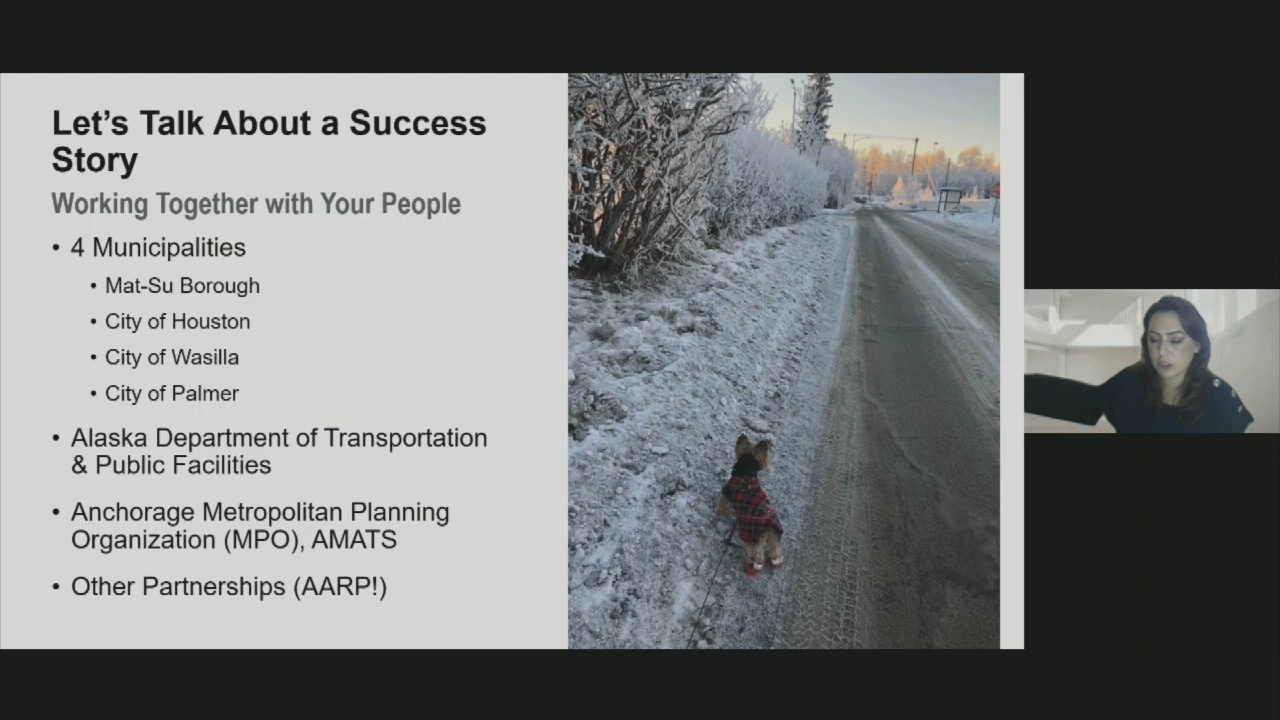 Let's Talk About a Success
Story
Working Together with Your People
• 4 Municipalities
• Mat-Su Borough
• City of Houston
• City of Wasilla
• City of Palmer
• Alaska Department of Transportation
& Public Facilities
• Anchorage Metropolitan Planning
Organization (MPO), AMATS
• Other Partnerships (AARP!)